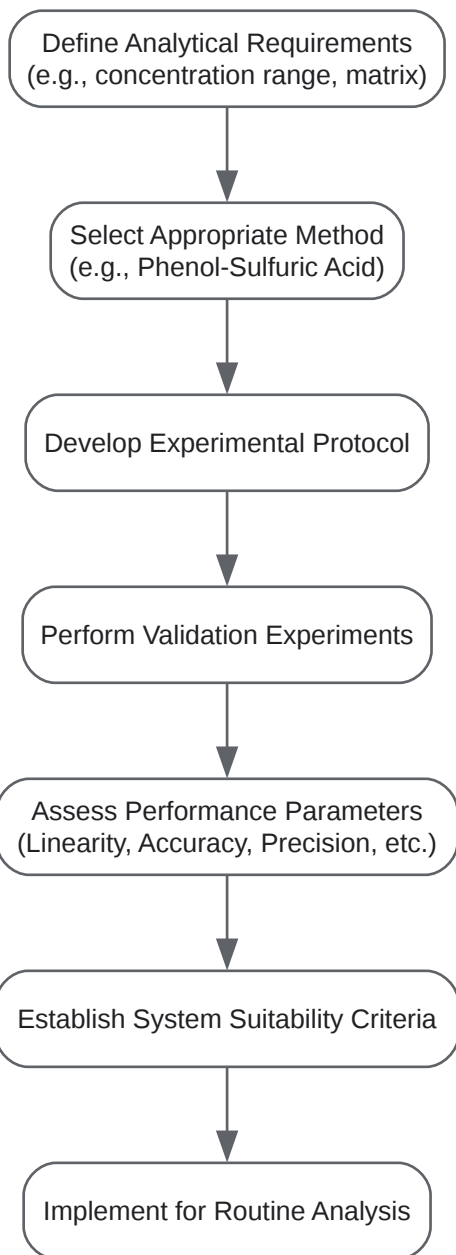 Define Analytical Requirements
(e.g., concentration range, matrix)
Select Appropriate Method
(e.g., Phenol-Sulfuric Acid)
Develop Experimental Protocol
Perform Validation Experiments
Assess Performance Parameters
(Linearity, Accuracy, Precision, etc.)
Establish System Suitability Criteria
Implement for Routine Analysis